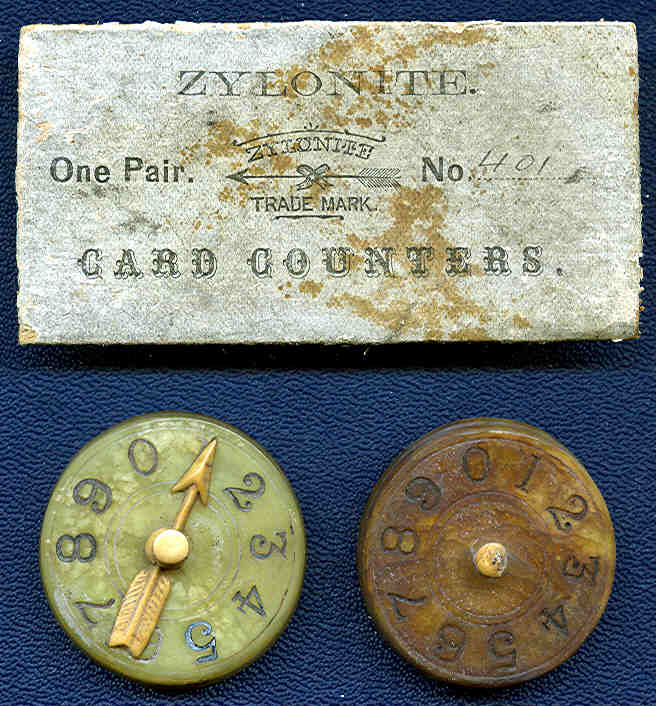 ZYLONITE.
ZYLONITE
One Pair.
No. 401
TRADE MARK.
CARD COUNTERS.
0 2 3 4 5 6 7 8 9
0 1 2 3 4 5 6 7 8 9